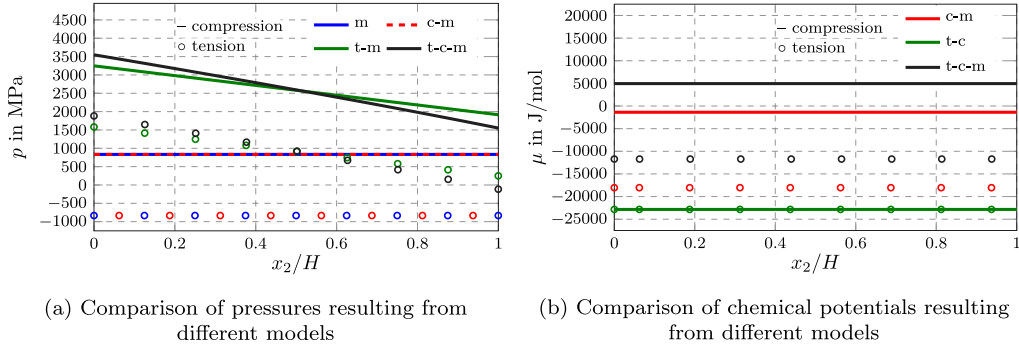 4500
4000
3500
3000
2500
2000
1500
1000
500
0
−500
−1000
p in MPa
0
0.2
0.4
0.6
0.8
1
x₂/H
compression
tension
m
c-m
t-m
t-c-m
20000
15000
10000
5000
0
−5000
−10000
−15000
−20000
−25000
μ in J/mol
0
0.2
0.4
0.6
0.8
1
x₂/H
compression
tension
c-m
t-c
t-c-m
(a) Comparison of pressures resulting from
different models
(b) Comparison of chemical potentials resulting
from different models